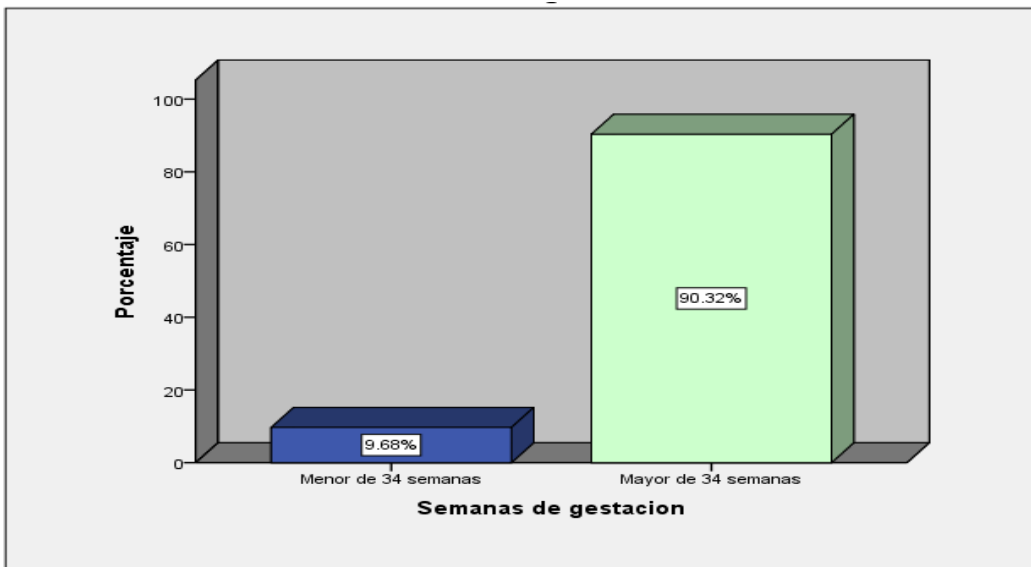 Porcentaje
100
80
60
40
20
0
90.32%
9.68%
Menor de 34 semanas
Mayor de 34 semanas
Semanas de gestacion